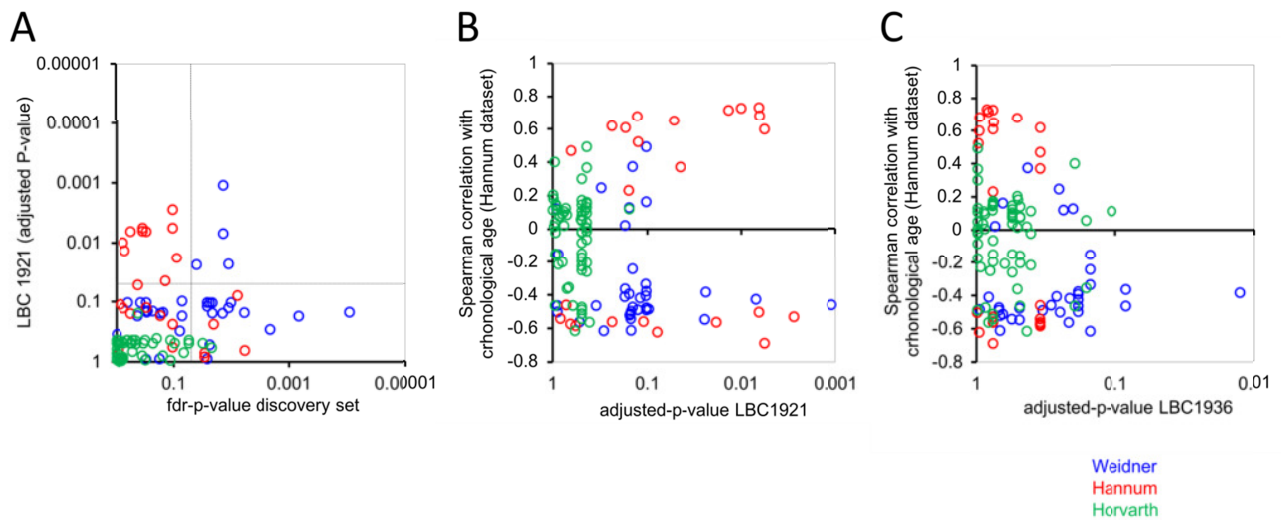 A
B
C
LBC 1921 (adjusted P-value)
0.00001
0.0001
0.001
0.01
0.1
1
0.1
0.001
0.00001
fdr-p-value discovery set
Spearman correlation with
crhonological age (Hannum dataset)
1
0.8
0.6
0.4
0.2
0
-0.2
-0.4
-0.6
-0.8
1
0.1
0.01
0.001
adjusted-p-value LBC1921
Spearman correlation with
crhonological age (Hannum dataset)
1
0.8
0.6
0.4
0.2
0
-0.2
-0.4
-0.6
-0.8
1
0.1
0.01
adjusted-p-value LBC1936
Weidner
Hannum
Horvarth